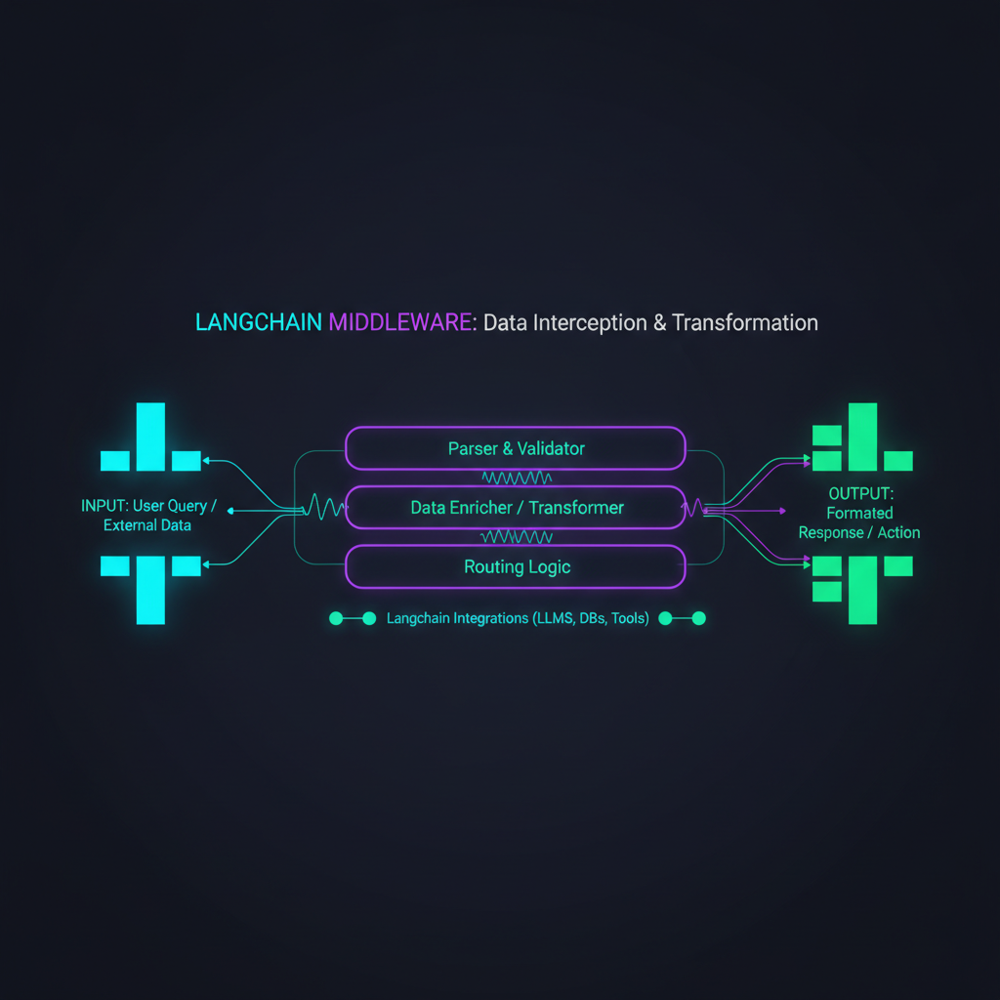 LANGCHAIN MIDDLEWARE: Data Interception & Transformation
INPUT: User Query /
External Data
Parser & Validator
Data Enricher / Transformer
Routing Logic
Langchain Integrations (LLMS, DBs, Tools)
OUTPUT:
Formated
Response / Action